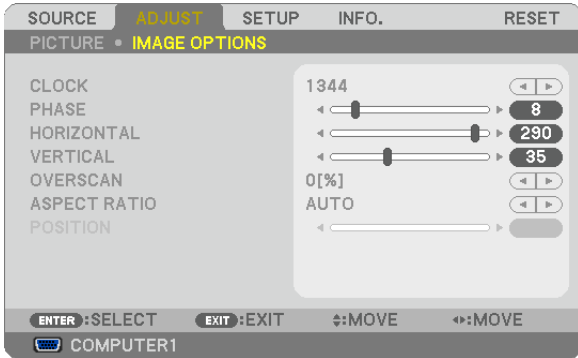 SOURCE ADJUST SETUP INFO. RESET
PICTURE • IMAGE OPTIONS
CLOCK 1344
PHASE 8
HORIZONTAL 290
VERTICAL 35
OVERSCAN 0[%]
ASPECT RATIO AUTO
POSITION
ENTER :SELECT EXIT :EXIT :MOVE :MOVE
COMPUTER1